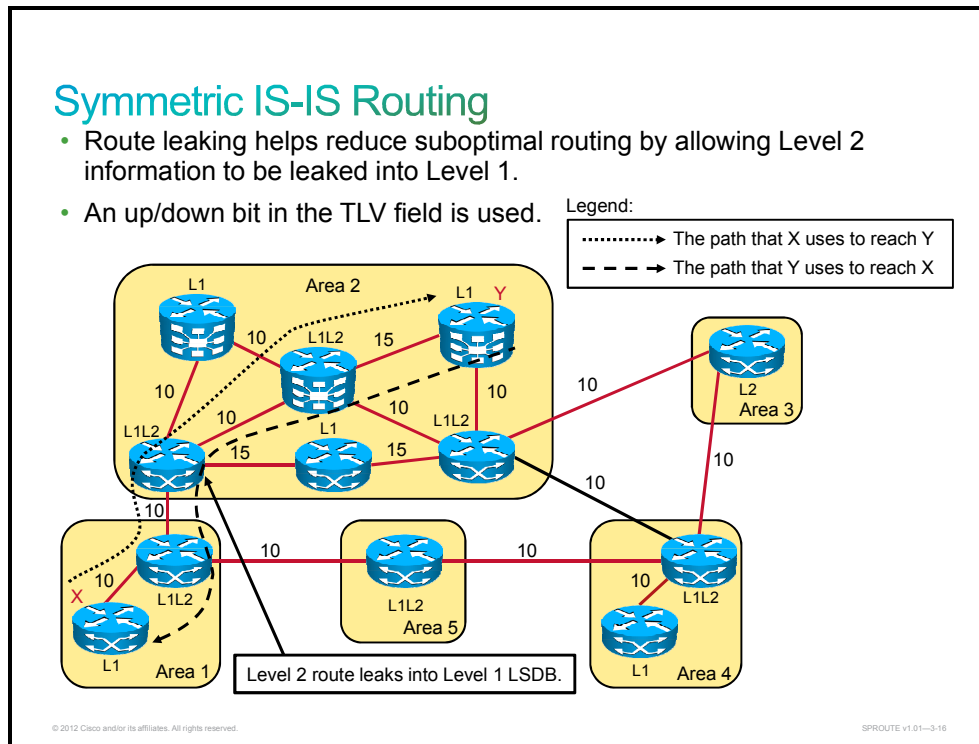 Symmetric IS-IS Routing
• Route leaking helps reduce suboptimal routing by allowing Level 2
information to be leaked into Level 1.
• An up/down bit in the TLV field is used.
Legend:
The path that X uses to reach Y
The path that Y uses to reach X
Area 2
L1
L1
Y
10
L1L2
15
10
10
10
10
L1L2
10
L1
L1L2
15
15
10
L2
Area 3
10
10
10
10
10
10
X
L1L2
L1
Area 1
L1L2
Area 5
10
L1L2
L1
Area 4
Level 2 route leaks into Level 1 LSDB.
© 2012 Cisco and/or its affiliates. All rights reserved.
SPROUTE v1.01—3-16